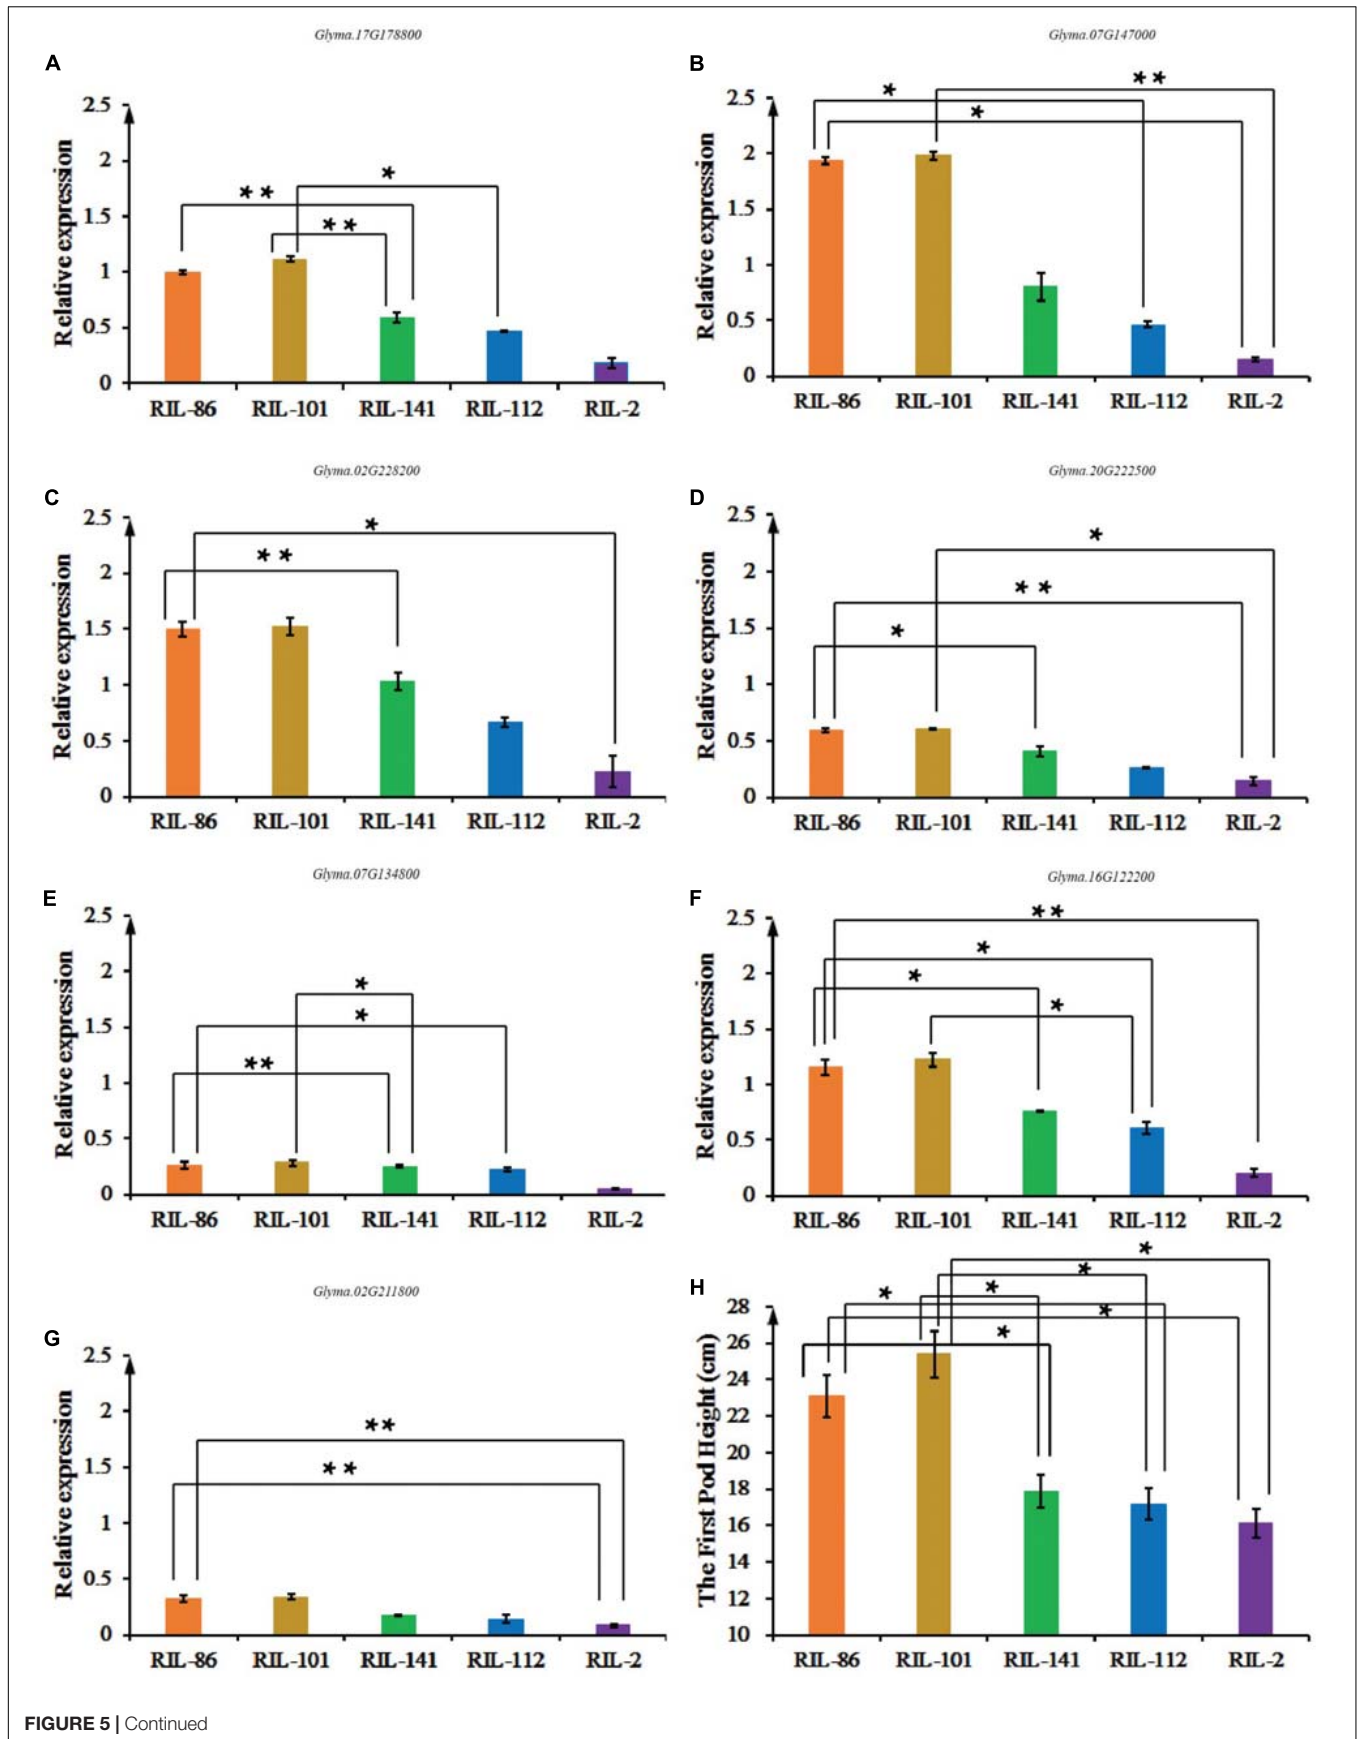 Glyma.17G178800
A
2.5
2
1.5
1
0.5
0
Relative expression
**
*
**
RIL-86 RIL-101 RIL-141 RIL-112 RIL-2
Glyma.07G147000
B
2.5
2
1.5
1
0.5
0
Relative expression
*
**
*
RIL-86 RIL-101 RIL-141 RIL-112 RIL-2
Glyma.02G228200
C
2.5
2
1.5
1
0.5
0
Relative expression
*
**
RIL-86 RIL-101 RIL-141 RIL-112 RIL-2
Glyma.20G222500
D
2.5
2
1.5
1
0.5
0
Relative expression
*
**
*
RIL-86 RIL-101 RIL-141 RIL-112 RIL-2
Glyma.07G134800
E
2.5
2
1.5
1
0.5
0
Relative expression
*
*
**
RIL-86 RIL-101 RIL-141 RIL-112 RIL-2
Glyma.16G122200
F
2.5
2
1.5
1
0.5
0
Relative expression
**
*
*
*
RIL-86 RIL-101 RIL-141 RIL-112 RIL-2
Glyma.02G211800
G
2.5
2
1.5
1
0.5
0
Relative expression
**
**
RIL-86 RIL-101 RIL-141 RIL-112 RIL-2
H
28
26
24
22
20
18
16
14
12
10
The First Pod Height (cm)
*
*
*
*
*
*
RIL-86 RIL-101 RIL-141 RIL-112 RIL-2
FIGURE 5 | Continued